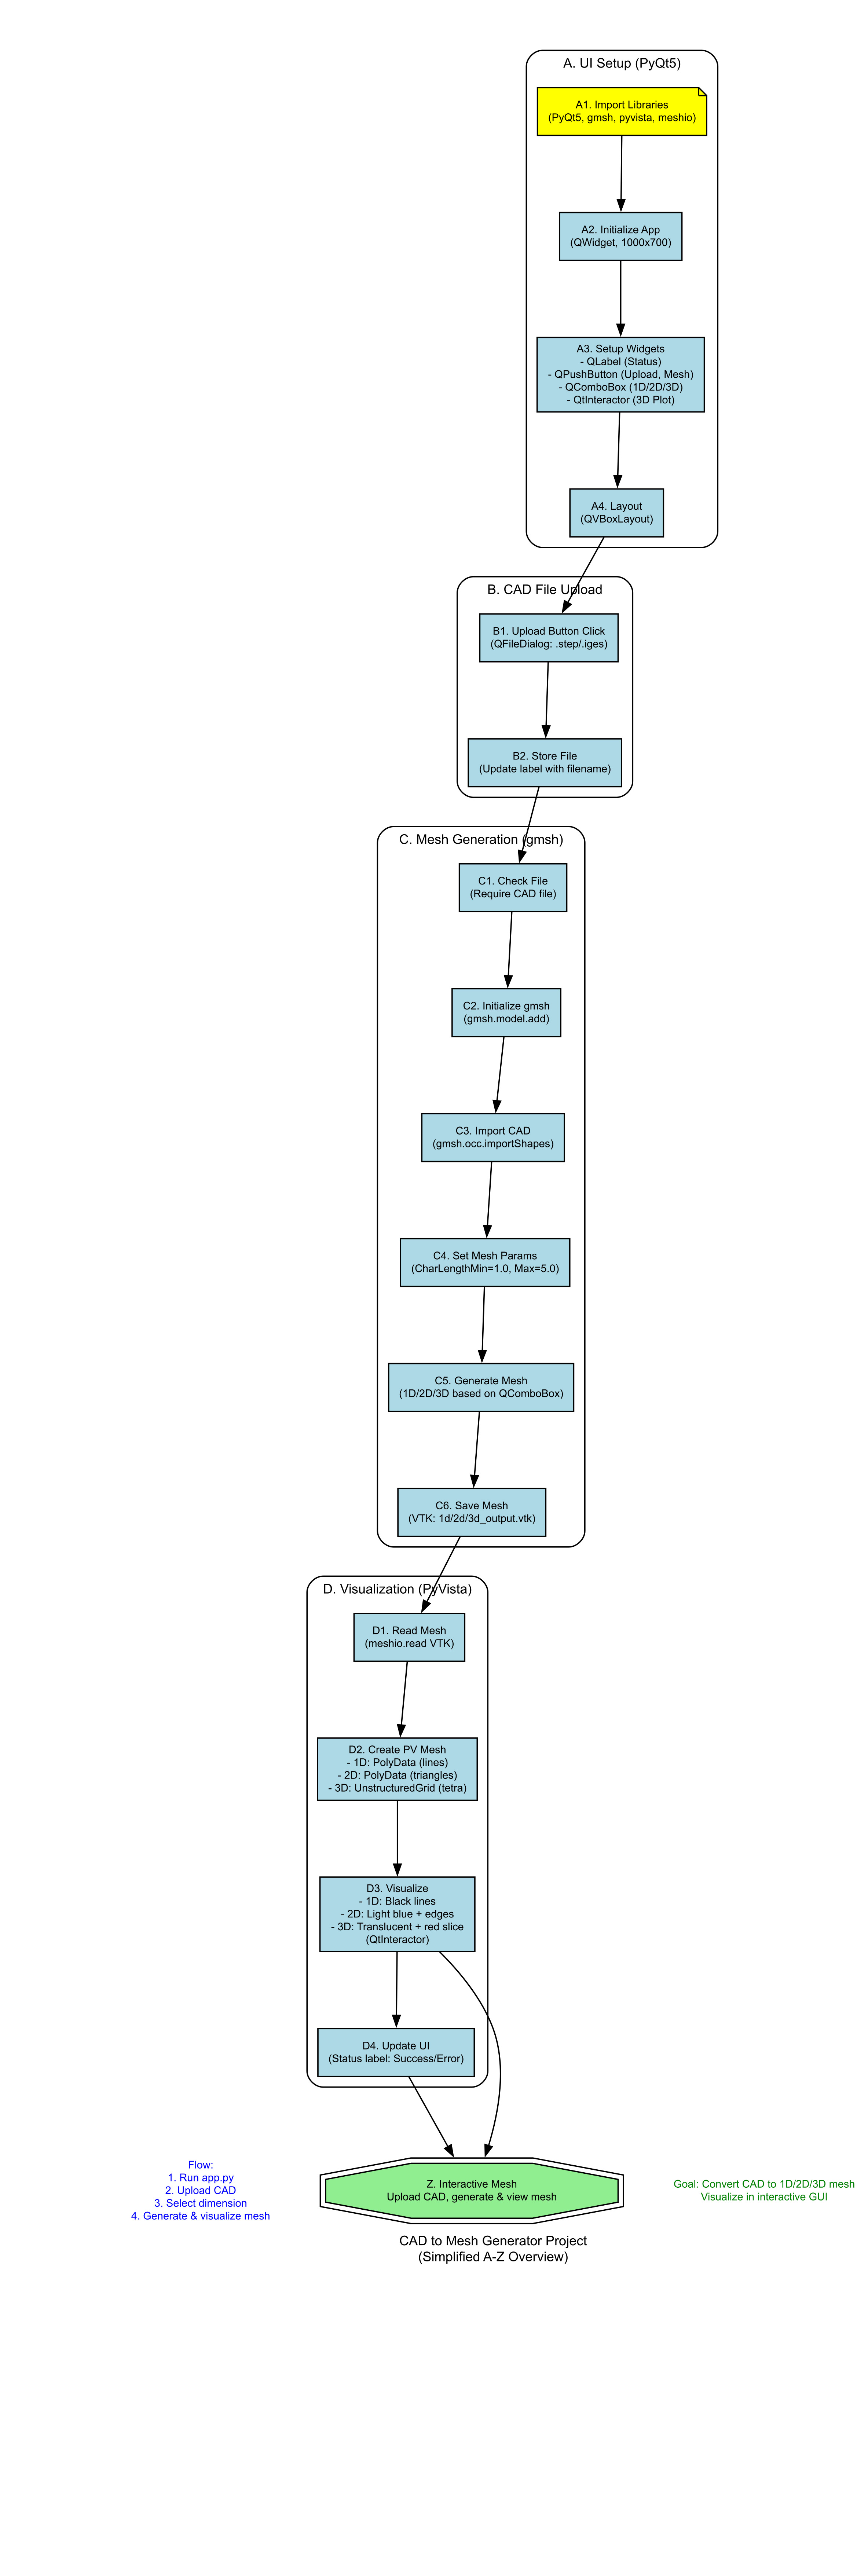 A. UI Setup (PyQt5)
A1. Import Libraries
(PyQt5, gmsh, pyvista, meshio)
A2. Initialize App
(QWidget, 1000x700)
A3. Setup Widgets
- QLabel (Status)
- QPushButton (Upload, Mesh)
- QComboBox (1D/2D/3D)
- QtInteractor (3D Plot)
A4. Layout
(QVBoxLayout)
B. CAD File Upload
B1. Upload Button Click
(QFileDialog: .step/.iges)
B2. Store File
(Update label with filename)
C. Mesh Generation (gmsh)
C1. Check File
(Require CAD file)
C2. Initialize gmsh
(gmsh.model.add)
C3. Import CAD
(gmsh.occ.importShapes)
C4. Set Mesh Params
(CharLengthMin=1.0, Max=5.0)
C5. Generate Mesh
(1D/2D/3D based on QComboBox)
C6. Save Mesh
(VTK: 1d/2d/3d_output.vtk)
D. Visualization (PyVista)
D1. Read Mesh
(meshio.read VTK)
D2. Create PV Mesh
- 1D: PolyData (lines)
- 2D: PolyData (triangles)
- 3D: UnstructuredGrid (tetra)
D3. Visualize
- 1D: Black lines
- 2D: Light blue + edges
- 3D: Translucent + red slice
(QtInteractor)
D4. Update UI
(Status label: Success/Error)
Flow:
1. Run app.py
2. Upload CAD
3. Select dimension
4. Generate & visualize mesh
Z. Interactive Mesh
Upload CAD, generate & view mesh
Goal: Convert CAD to 1D/2D/3D mesh
Visualize in interactive GUI
CAD to Mesh Generator Project
(Simplified A-Z Overview)